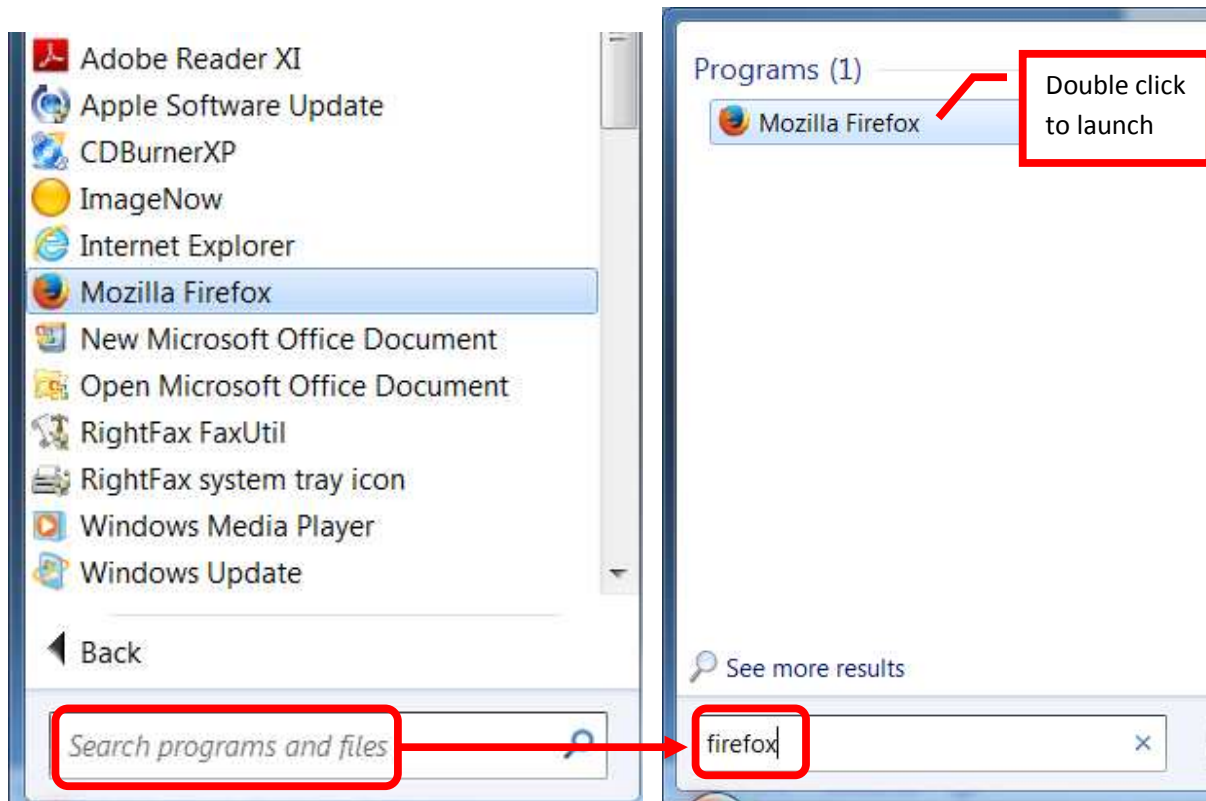 Adobe Reader XI
Apple Software Update
CDBurnerXP
ImageNow
Internet Explorer
Mozilla Firefox
New Microsoft Office Document
Open Microsoft Office Document
RightFax FaxUtil
RightFax system tray icon
Windows Media Player
Windows Update
Back
Search programs and files
Programs (1)
Mozilla Firefox
Double click
to launch
See more results
firefox